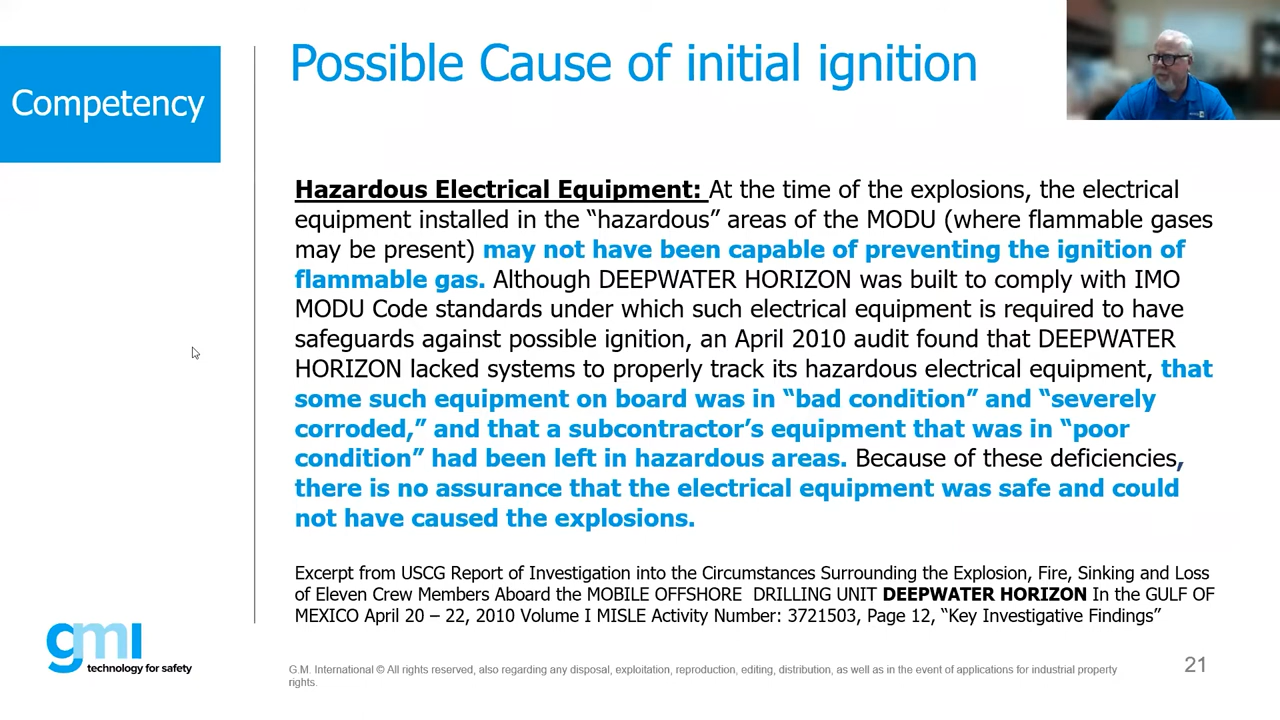 Possible Cause of initial ignition
Competency
Hazardous Electrical Equipment: At the time of the explosions, the electrical
equipment installed in the “hazardous” areas of the MODU (where flammable gases
may be present) may not have been capable of preventing the ignition of
flammable gas. Although DEEPWATER HORIZON was built to comply with IMO
MODU Code standards under which such electrical equipment is required to have
safeguards against possible ignition, an April 2010 audit found that DEEPWATER
HORIZON lacked systems to properly track its hazardous electrical equipment, that
some such equipment on board was in “bad condition” and “severely
corroded,” and that a subcontractor’s equipment that was in “poor
condition” had been left in hazardous areas. Because of these deficiencies,
there is no assurance that the electrical equipment was safe and could
not have caused the explosions.
Excerpt from USCG Report of Investigation into the Circumstances Surrounding the Explosion, Fire, Sinking and Loss
of Eleven Crew Members Aboard the MOBILE OFFSHORE DRILLING UNIT DEEPWATER HORIZON In the GULF OF
MEXICO April 20 – 22, 2010 Volume I MISLE Activity Number: 3721503, Page 12, “Key Investigative Findings”
gmi
technology for safety
G.M. International © All rights reserved, also regarding any disposal, exploitation, reproduction, editing, distribution, as well as in the event of applications for industrial property
rights.
21